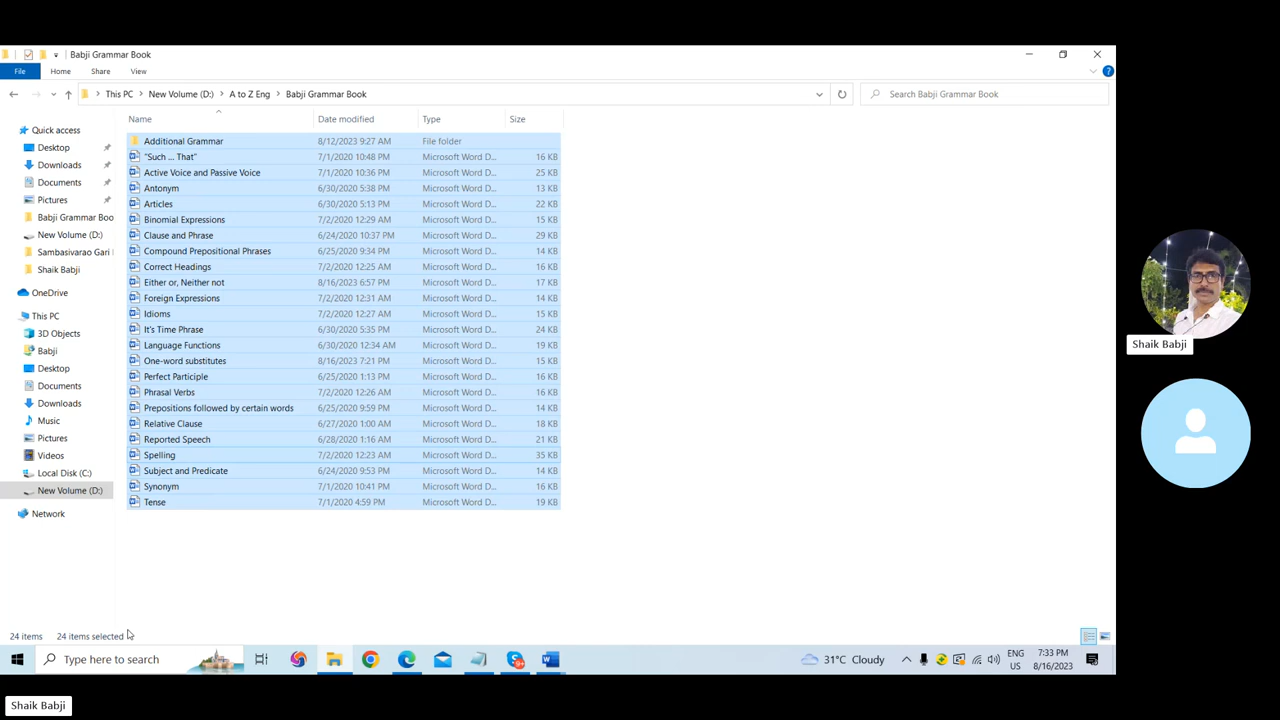 Babji Grammar Book
File Home Share View
This PC New Volume (D:) A to Z Eng Babji Grammar Book
Search Babji Grammar Book
Name Date modified Type Size
Quick access
Desktop
Downloads
Documents
Pictures
Babji Grammar Boo
New Volume (D:)
Sambasivarao Gari
Shaik Babji
OneDrive
This PC
3D Objects
Babji
Desktop
Documents
Downloads
Music
Pictures
Videos
Local Disk (C:)
New Volume (D:)
Network
Additional Grammar 8/12/2023 9:27 AM File folder
"Such ... That" 7/1/2020 10:48 PM Microsoft Word D... 16 KB
Active Voice and Passive Voice 7/1/2020 10:36 PM Microsoft Word D... 25 KB
Antonym 6/30/2020 5:38 PM Microsoft Word D... 13 KB
Articles 6/30/2020 5:13 PM Microsoft Word D... 22 KB
Binomial Expressions 7/2/2020 12:29 AM Microsoft Word D... 15 KB
Clause and Phrase 6/24/2020 10:37 PM Microsoft Word D... 29 KB
Compound Prepositional Phrases 6/25/2020 9:34 PM Microsoft Word D... 14 KB
Correct Headings 7/2/2020 12:25 AM Microsoft Word D... 16 KB
Either or, Neither not 8/16/2023 6:57 PM Microsoft Word D... 17 KB
Foreign Expressions 7/2/2020 12:31 AM Microsoft Word D... 14 KB
Idioms 7/2/2020 12:27 AM Microsoft Word D... 15 KB
It's Time Phrase 6/30/2020 5:35 PM Microsoft Word D... 24 KB
Language Functions 6/30/2020 12:34 AM Microsoft Word D... 19 KB
One-word substitutes 8/16/2023 7:21 PM Microsoft Word D... 15 KB
Perfect Participle 6/25/2020 1:13 PM Microsoft Word D... 16 KB
Phrasal Verbs 7/2/2020 12:26 AM Microsoft Word D... 16 KB
Prepositions followed by certain words 6/25/2020 9:59 PM Microsoft Word D... 14 KB
Relative Clause 6/27/2020 1:00 AM Microsoft Word D... 18 KB
Reported Speech 6/28/2020 1:16 AM Microsoft Word D... 21 KB
Spelling 7/2/2020 12:23 AM Microsoft Word D... 35 KB
Subject and Predicate 6/24/2020 9:53 PM Microsoft Word D... 14 KB
Synonym 7/1/2020 10:41 PM Microsoft Word D... 16 KB
Tense 7/1/2020 4:59 PM Microsoft Word D... 19 KB
24 items 24 items selected
Type here to search
31°C Cloudy
ENG
US
7:33 PM
8/16/2023
Shaik Babji
Shaik Babji